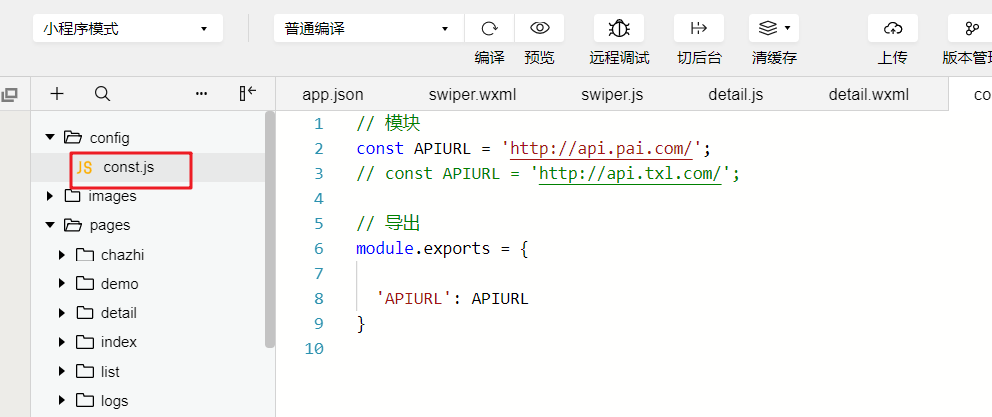 小程序模式 普通编译
编译 预览 远程调试 切后台 清缓存 上传 版本管理
app.json swiper.wxml swiper.js detail.js detail.wxml co
config
JS const.js
images
pages
chazhi
demo
detail
index
list
logs
1 // 模块
2 const APIURL = 'http://api.pai.com/';
3 // const APIURL = 'http://api.txl.com/';
4
5 // 导出
6 module.exports = {
7
8 'APIURL': APIURL
9 }
10